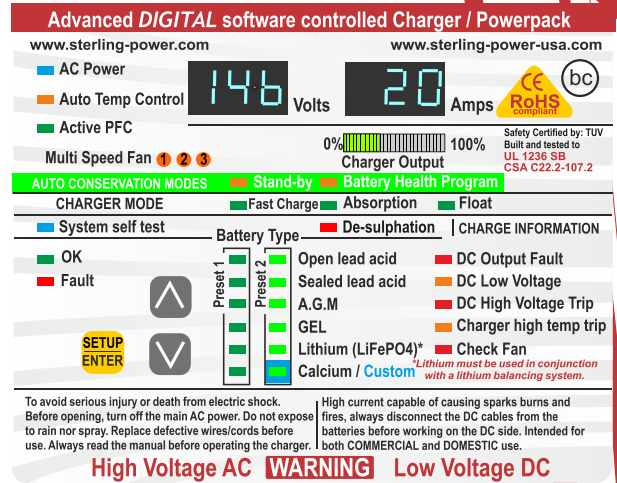 Advanced DIGITAL software controlled Charger / Powerpack
www.sterling-power.com www.sterling-power-usa.com
AC Power
Auto Temp Control
Active PFC
Multi Speed Fan 1 2 3
146 Volts
20 Amps
CE
RoHS
compliant
bc
0% 100%
Charger Output
Safety Certified by: TUV
Built and tested to
UL 1236 SB
CSA C22.2-107.2
AUTO CONSERVATION MODES Stand-by Battery Health Program
CHARGER MODE Fast Charge Absorption Float
System self test De-sulphation CHARGE INFORMATION
Battery Type
OK
Fault
SETUP
ENTER
Preset 1
Preset 2
Open lead acid
Sealed lead acid
A.G.M
GEL
Lithium (LiFePO4)*
Calcium / Custom
DC Output Fault
DC Low Voltage
DC High Voltage Trip
Charger high temp trip
Check Fan
*Lithium must be used in conjunction
with a lithium balancing system.
To avoid serious injury or death from electric shock.
Before opening, turn off the main AC power. Do not expose
to rain nor spray. Replace defective wires/cords before
use. Always read the manual before operating the charger.
High current capable of causing sparks burns and
fires, always disconnect the DC cables from the
batteries before working on the DC side. Intended for
both COMMERCIAL and DOMESTIC use.
High Voltage AC WARNING Low Voltage DC